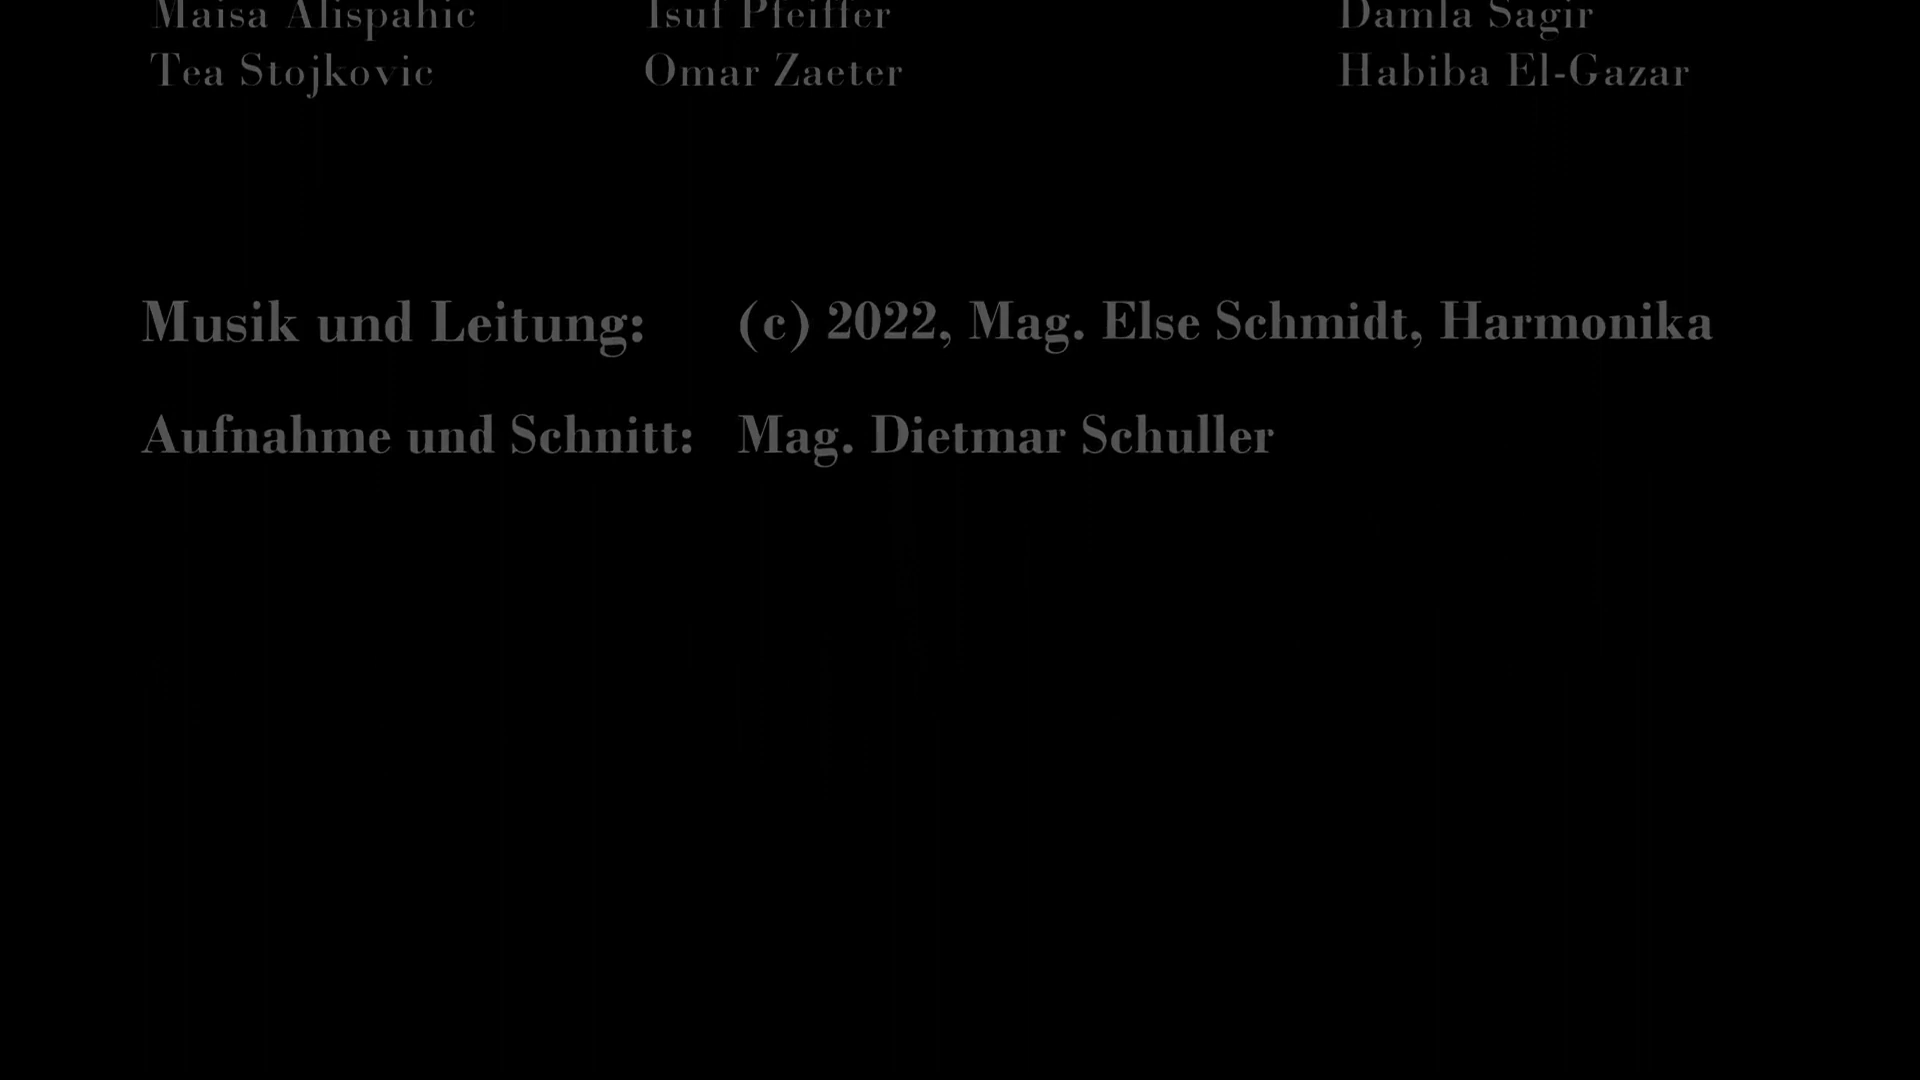 Maisa Alispahic Isuf Pfeiffer Damla Sagir
Tea Stojkovic Omar Zaeter Habiba El-Gazar
Musik und Leitung: (c) 2022, Mag. Else Schmidt, Harmonika
Aufnahme und Schnitt: Mag. Dietmar Schuller